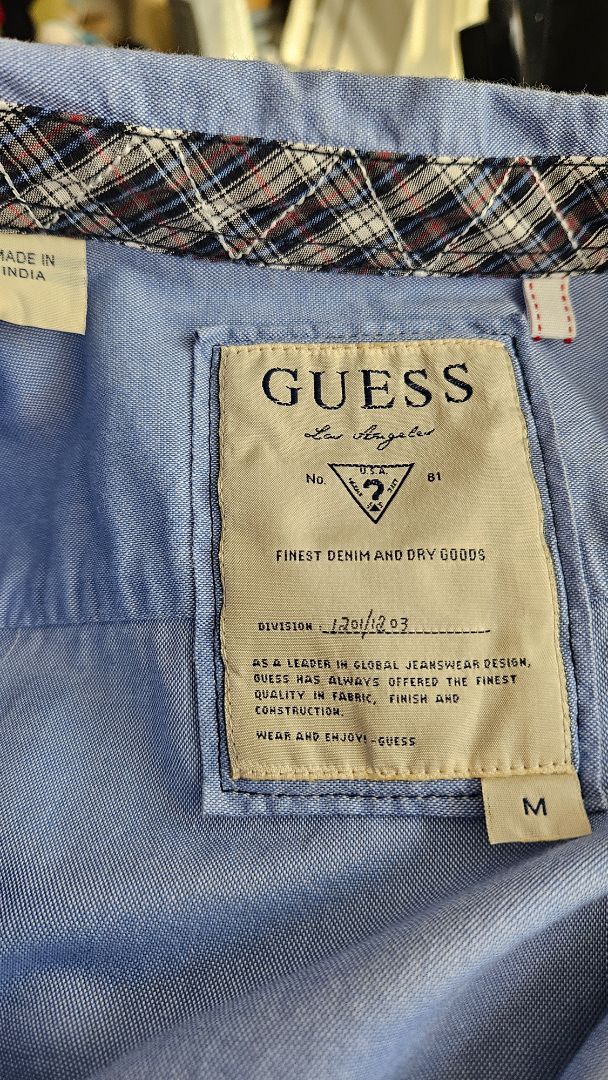 MADE IN
INDIA
GUESS
Los Angeles
No. 81
U.S.A.
?
FINEST DENIM AND DRY GOODS
DIVISION : 1201/1203
AS A LEADER IN GLOBAL JEANSWEAR DESIGN,
GUESS HAS ALWAYS OFFERED THE FINEST
QUALITY IN FABRIC, FINISH AND
CONSTRUCTION.
WEAR AND ENJOY! -GUESS
M